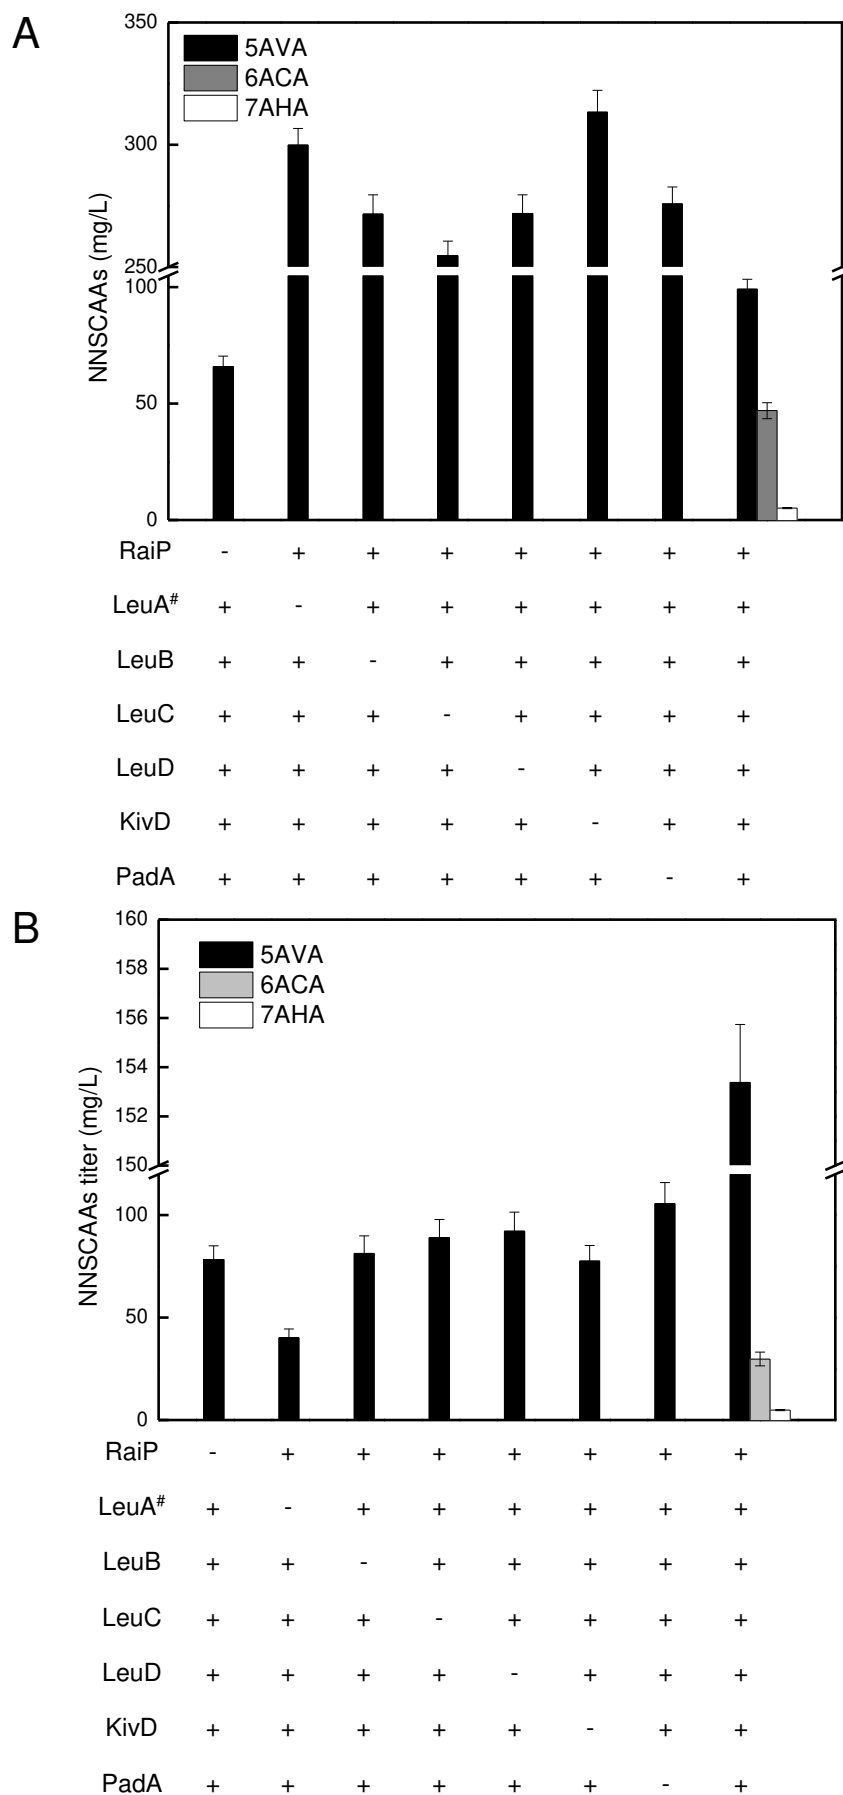 A
350
300
250
100
50
0
NNSCAAs (mg/L)
5AVA
6ACA
7AHA
RaiP - + + + + + + +
LeuA# + - + + + + + +
LeuB + + - + + + + +
LeuC + + + - + + + +
LeuD + + + + - + + +
KivD + + + + + - + +
PadA + + + + + + - +
B
160
158
156
154
152
150
100
50
0
NNSCAAs titer (mg/L)
5AVA
6ACA
7AHA
RaiP - + + + + + + +
LeuA# + - + + + + + +
LeuB + + - + + + + +
LeuC + + + - + + + +
LeuD + + + + - + + +
KivD + + + + + - + +
PadA + + + + + + - +